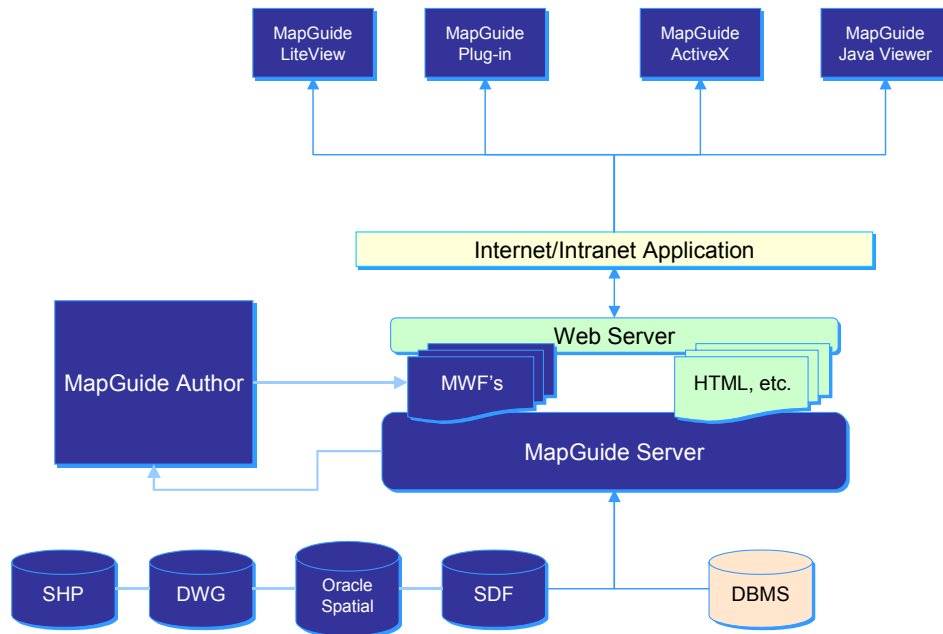 MapGuide
LiteView
MapGuide
Plug-in
MapGuide
ActiveX
MapGuide
Java Viewer
Internet/Intranet Application
Web Server
MapGuide Author
MWF's
HTML, etc.
MapGuide Server
SHP
DWG
Oracle
Spatial
SDF
DBMS